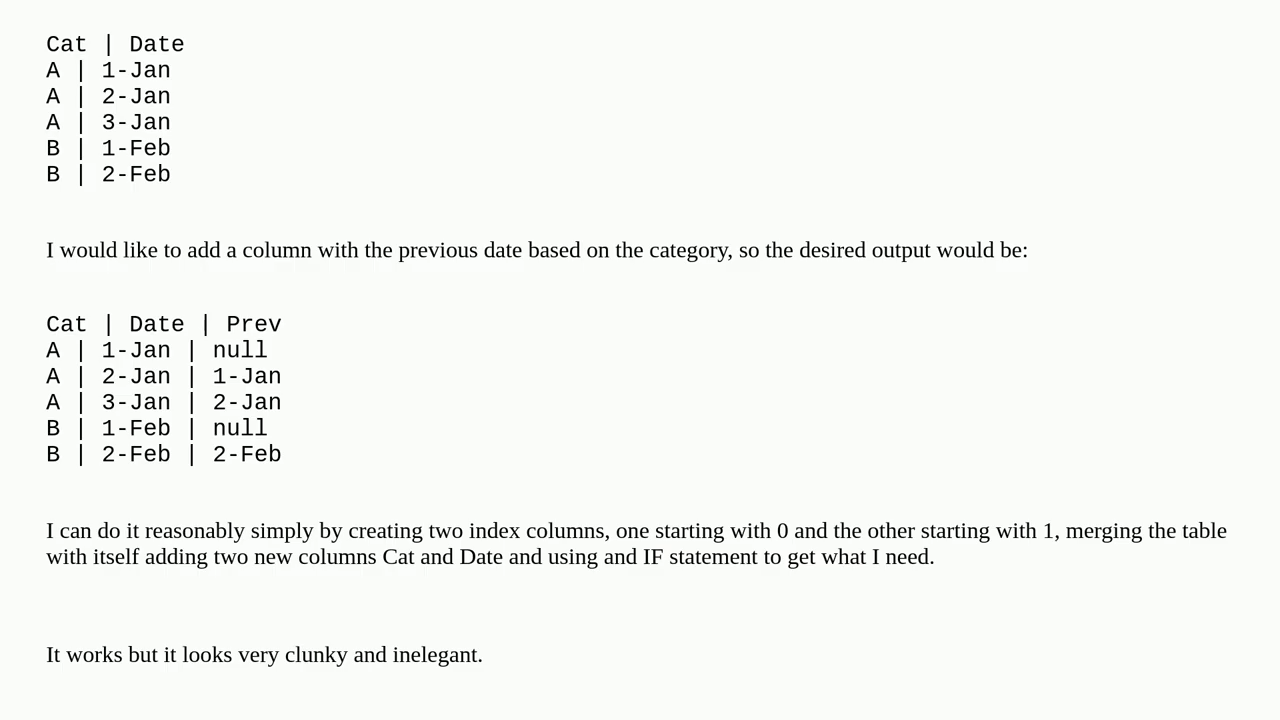 Cat | Date
A | 1-Jan
A | 2-Jan
A | 3-Jan
B | 1-Feb
B | 2-Feb
I would like to add a column with the previous date based on the category, so the desired output would be:
Cat | Date | Prev
A | 1-Jan | null
A | 2-Jan | 1-Jan
A | 3-Jan | 2-Jan
B | 1-Feb | null
B | 2-Feb | 2-Feb
I can do it reasonably simply by creating two index columns, one starting with 0 and the other starting with 1, merging the table
with itself adding two new columns Cat and Date and using and IF statement to get what I need.
It works but it looks very clunky and inelegant.